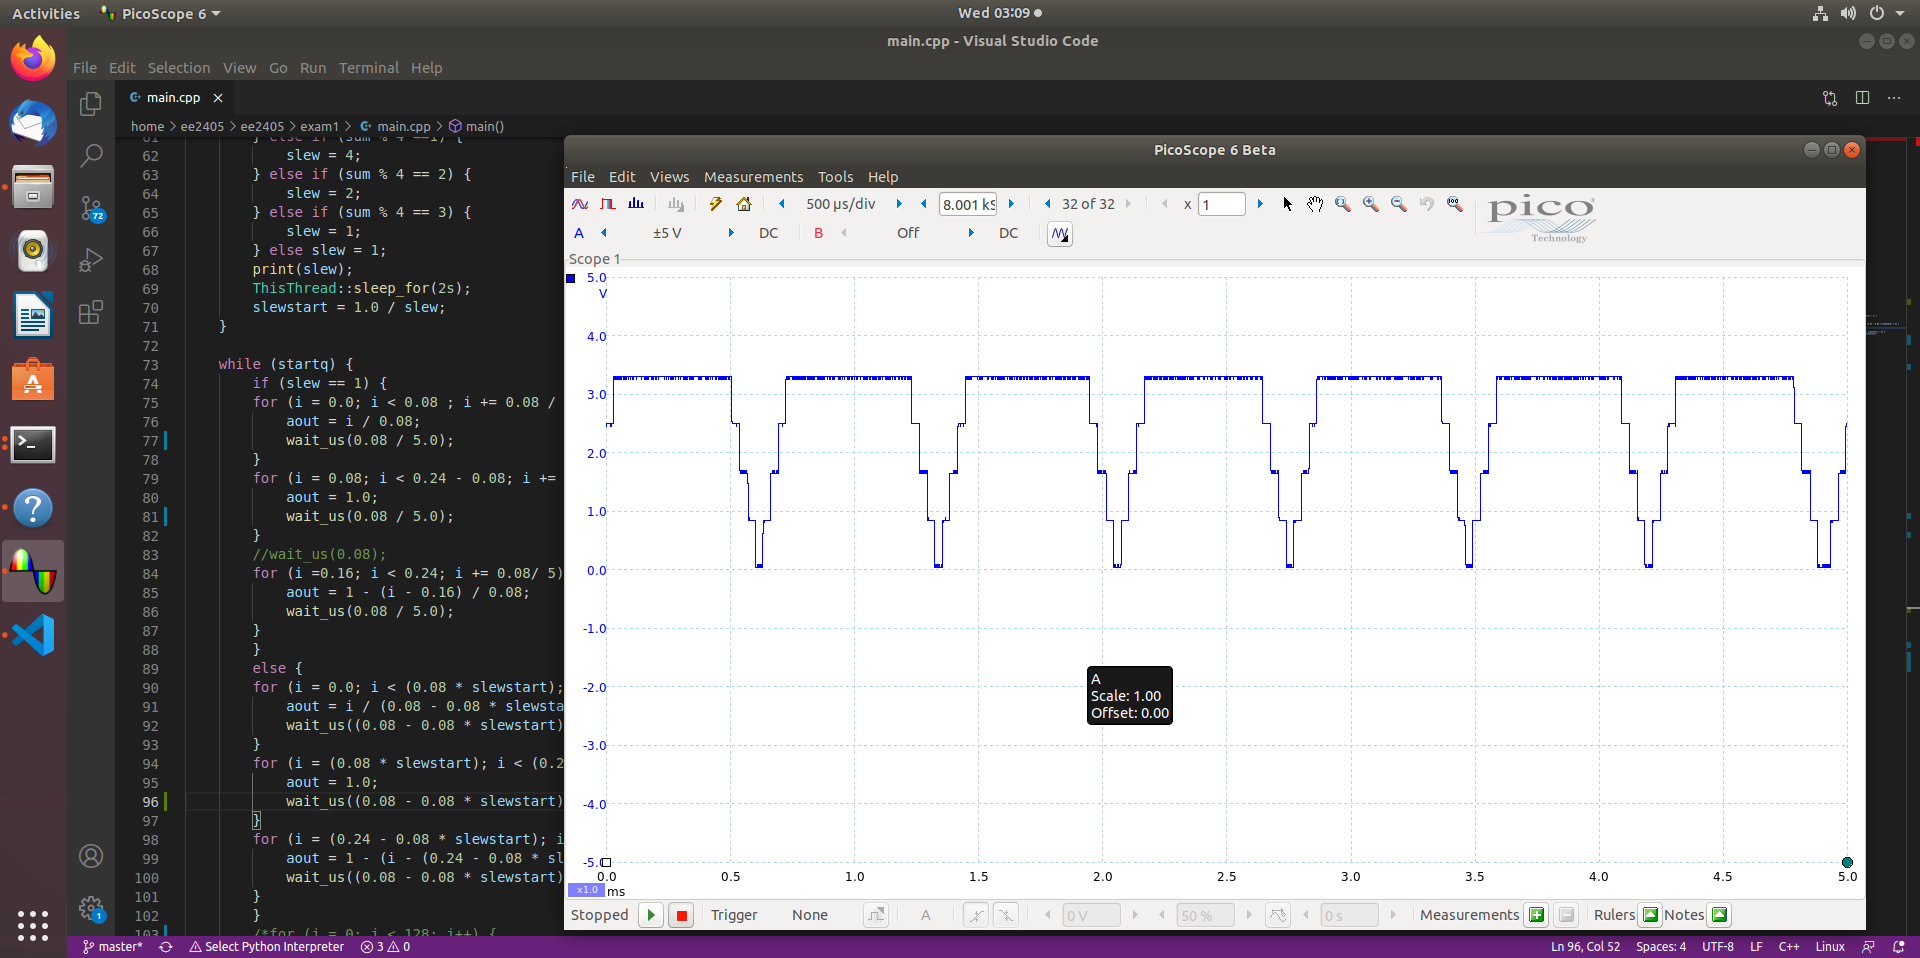 Activities PicoScope 6 Wed 03:09
main.cpp - Visual Studio Code
File Edit Selection View Go Run Terminal Help
main.cpp
home > ee2405 > ee2405 > exam1 > main.cpp > main()
61 } else if (sum % 4 ==1) {
62 slew = 4;
63 } else if (sum % 4 == 2) {
64 slew = 2;
65 } else if (sum % 4 == 3) {
66 slew = 1;
67 } else slew = 1;
68 print(slew);
69 ThisThread::sleep_for(2s);
70 slewstart = 1.0 / slew;
71 }
72
73 while (startq) {
74 if (slew == 1) {
75 for (i = 0.0; i < 0.08 ; i += 0.08 /
76 aout = i / 0.08;
77 wait_us(0.08 / 5.0);
78 }
79 for (i = 0.08; i < 0.24 - 0.08; i +=
80 aout = 1.0;
81 wait_us(0.08 / 5.0);
82 }
83 //wait_us(0.08);
84 for (i =0.16; i < 0.24; i += 0.08/ 5)
85 aout = 1 - (i - 0.16) / 0.08;
86 wait_us(0.08 / 5.0);
87 }
88 }
89 else {
90 for (i = 0.0; i < (0.08 * slewstart);
91 aout = i / (0.08 - 0.08 * slewsta
92 wait_us((0.08 - 0.08 * slewstart)
93 }
94 for (i = (0.08 * slewstart); i < (0.2
95 aout = 1.0;
96 wait_us((0.08 - 0.08 * slewstart)
97 }
98 for (i = (0.24 - 0.08 * slewstart); i
99 aout = 1 - (i - (0.24 - 0.08 * sl
100 wait_us((0.08 - 0.08 * slewstart)
101 }
102 }
103 /*for (i = 0; i < 128; i++) {
72
1
PicoScope 6 Beta
File Edit Views Measurements Tools Help
500 µs/div 8.001 kS 32 of 32 x 1
pico
Technology
A ±5 V DC B Off DC
Scope 1
5.0
V
4.0
3.0
2.0
1.0
0.0
-1.0
-2.0
-3.0
-4.0
-5.0
A
Scale: 1.00
Offset: 0.00
0.0 0.5 1.0 1.5 2.0 2.5 3.0 3.5 4.0 4.5 5.0
x1.0 ms
Stopped Trigger None A 0 V 50 % 0 s Measurements Rulers Notes
master* Select Python Interpreter 3 0 Ln 96, Col 52 Spaces: 4 UTF-8 LF C++ Linux